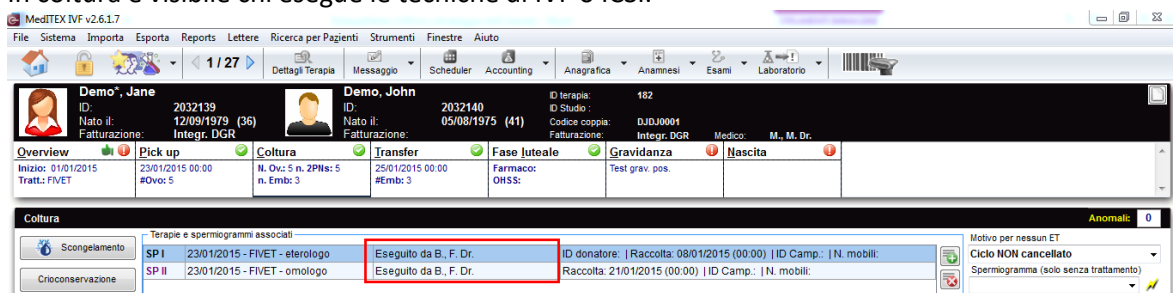 in coltura è visibile chi esegue le tecniche di IVF o ICSI.
MedITEX IVF v2.6.1.7
File Sistema Importa Esporta Reports Lettere Ricerca per Pazienti Strumenti Finestre Aiuto
1 / 27 Dettagli Terapia Messaggio Scheduler Accounting Anagrafica Anamnesi Esami Laboratorio
Demo*, Jane Demo, John ID terapia: 182
ID: 2032139 ID: 2032140 ID Studio :
Nato il: 12/09/1979 (36) Nato il: 05/08/1975 (41) Codice coppia: DJDJ0001
Fatturazione: Integr. DGR Fatturazione: Fatturazione: Integr. DGR Medico: M., M. Dr.
Overview Pick up Coltura Transfer Fase luteale Gravidanza Nascita
Inizio: 01/01/2015 23/01/2015 00:00 N. Ov.: 5 n. 2PNs: 5 25/01/2015 00:00 Farmaco: Test grav. pos.
Tratt.: FIVET #Ovo: 5 n. Emb: 3 #Emb: 3 OHSS:
Coltura Anomali: 0
Terapie e spermiogrammi associati Motivo per nessun ET
Scongelamento SP I 23/01/2015 - FIVET - eterologo Eseguito da B., F. Dr. ID donatore: | Raccolta: 08/01/2015 (00:00) | ID Camp.: | N. mobili: Ciclo NON cancellato
SP II 23/01/2015 - FIVET - omologo Eseguito da B., F. Dr. Raccolta: 21/01/2015 (00:00) | ID Camp.: | N. mobili: Spermiogramma (solo senza trattamento)
Crioconservazione